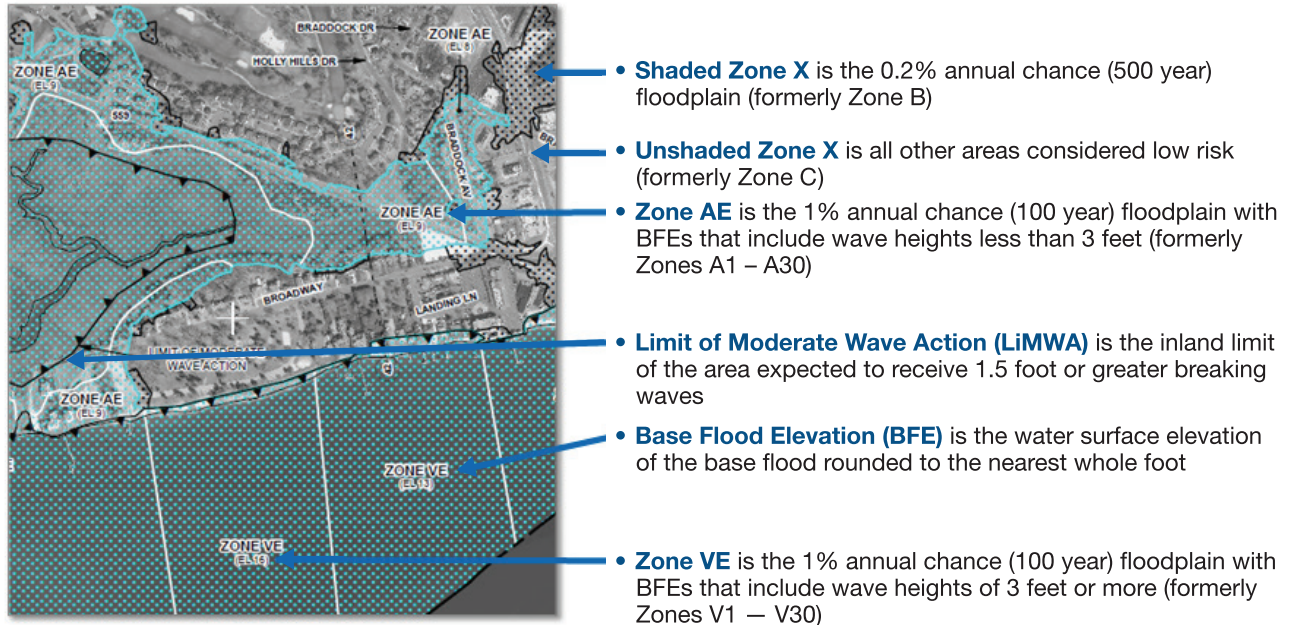 BRADDOCK DR
ZONE AE
(EL 8)
HOLLY HILLS DR
ZONE AE
(EL 9)
559
42
BRADDOCK AV
BRA
ZONE AE
(EL 9)
BROADWAY
LANDING LN
LIMIT OF MODERATE
WAVE ACTION
42
ZONE AE
(EL 9)
ZONE VE
(EL 13)
ZONE VE
• Shaded Zone X is the 0.2% annual chance (500 year)
floodplain (formerly Zone B)
• Unshaded Zone X is all other areas considered low risk
(formerly Zone C)
• Zone AE is the 1% annual chance (100 year) floodplain with
BFEs that include wave heights less than 3 feet (formerly
Zones A1 – A30)
• Limit of Moderate Wave Action (LiMWA) is the inland limit
of the area expected to receive 1.5 foot or greater breaking
waves
• Base Flood Elevation (BFE) is the water surface elevation
of the base flood rounded to the nearest whole foot
• Zone VE is the 1% annual chance (100 year) floodplain with
BFEs that include wave heights of 3 feet or more (formerly
Zones V1 — V30)